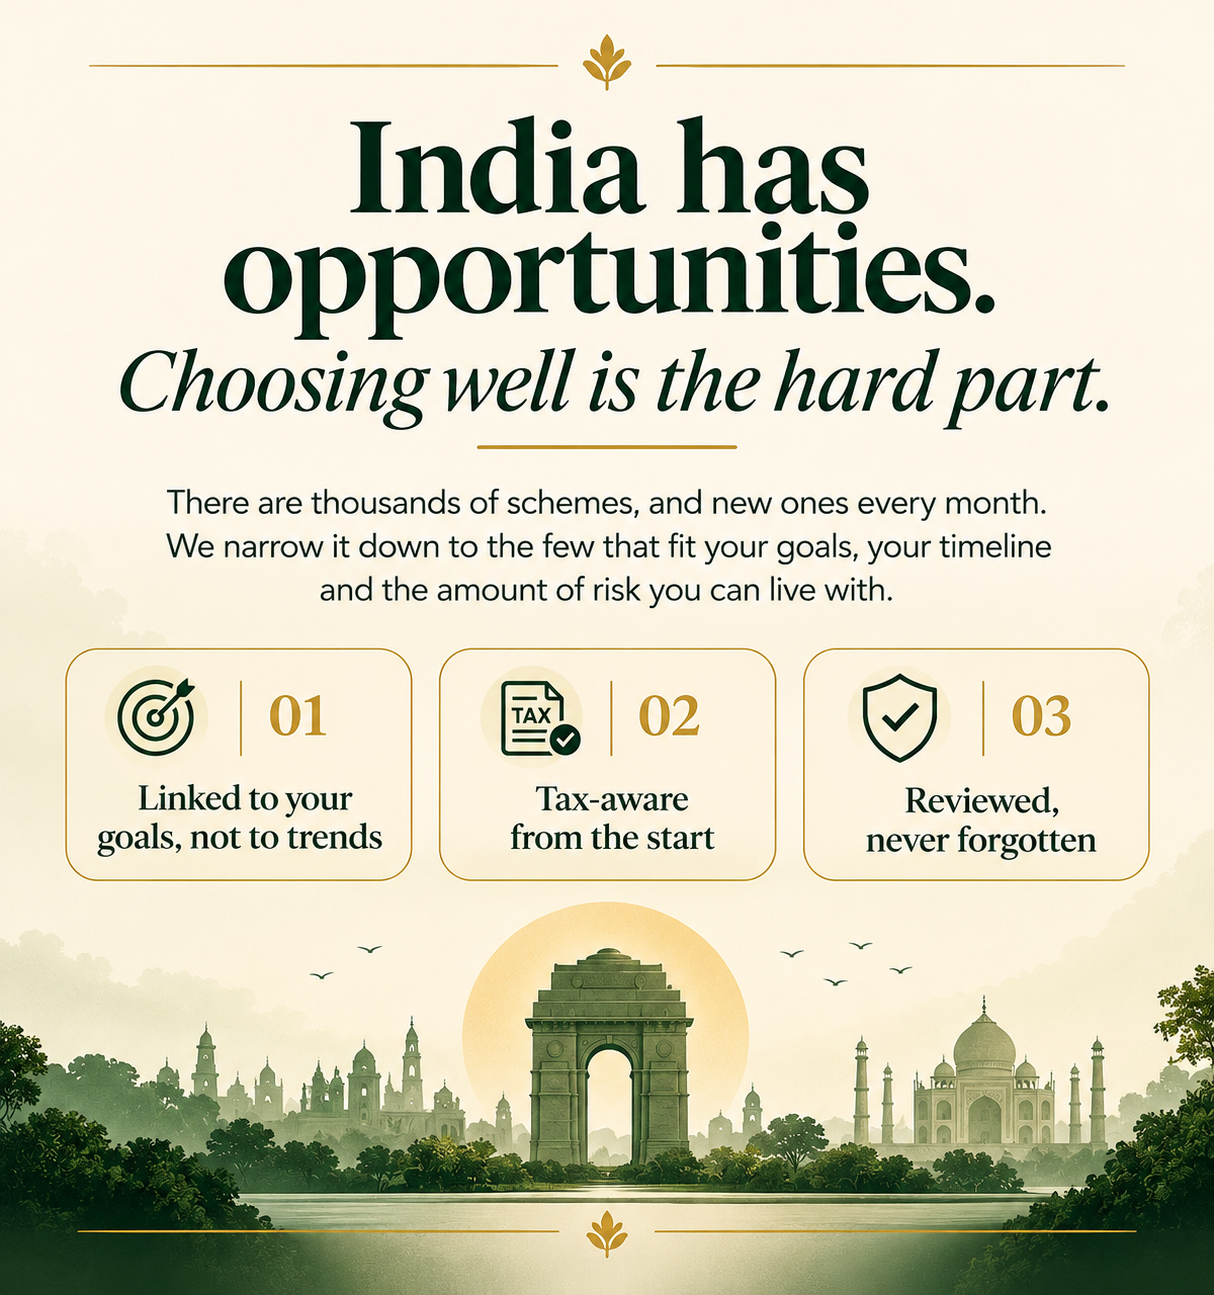 India has
opportunities.
Choosing well is the hard part.
There are thousands of schemes, and new ones every month.
We narrow it down to the few that fit your goals, your timeline
and the amount of risk you can live with.
01
Linked to your
goals, not to trends
TAX
02
Tax-aware
from the start
03
Reviewed,
never forgotten